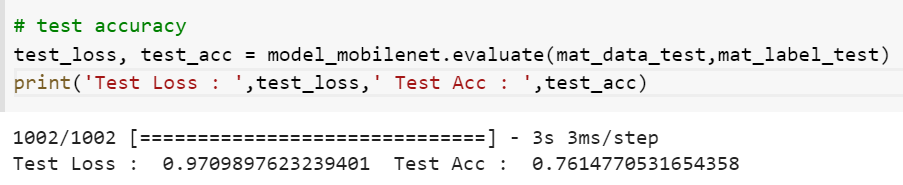 # test accuracy
test_loss, test_acc = model_mobilenet.evaluate(mat_data_test,mat_label_test)
print('Test Loss : ',test_loss,' Test Acc : ',test_acc)
1002/1002 [==============================] - 3s 3ms/step
Test Loss :  0.9709897623239401  Test Acc :  0.7614770531654358